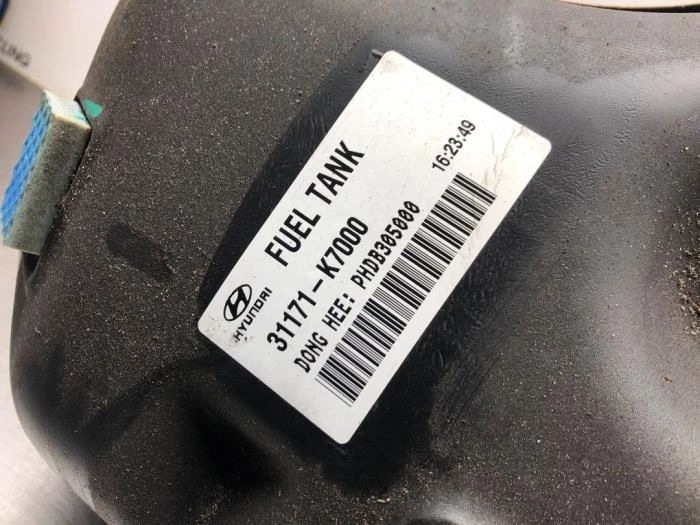 FUEL TANK
HYUNDAI
31171-K7000
DONG HEE: PHDB305000
16:23:49